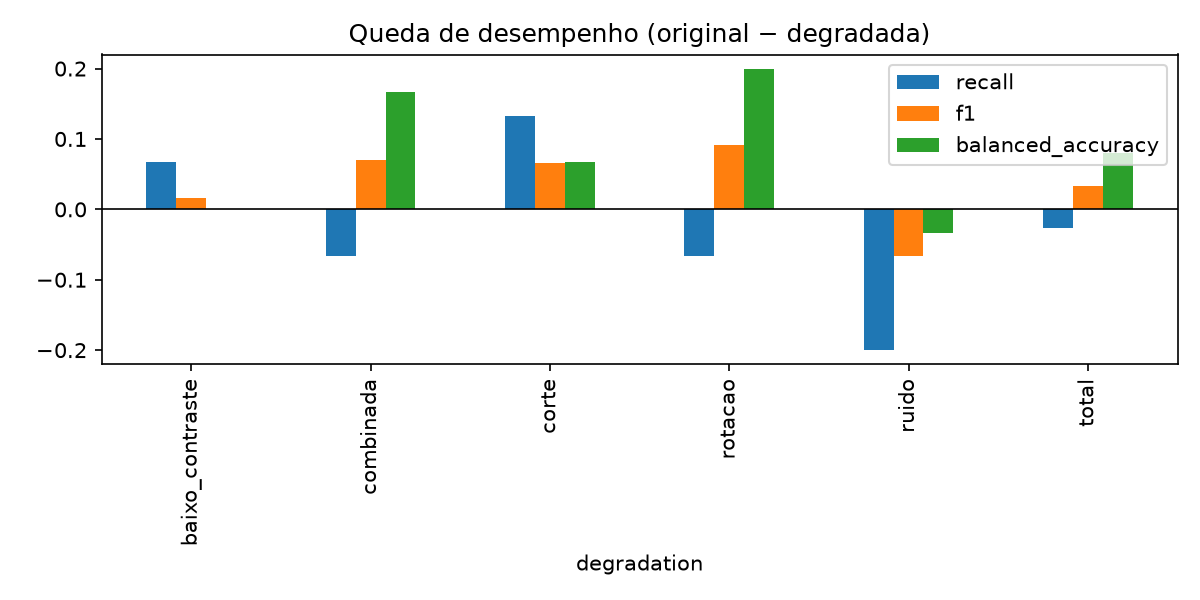 Queda de desempenho (original − degradada)
recall
f1
balanced_accuracy
0.2
0.1
0.0
−0.1
−0.2
baixo_contraste
combinada
corte
rotacao
ruido
total
degradation